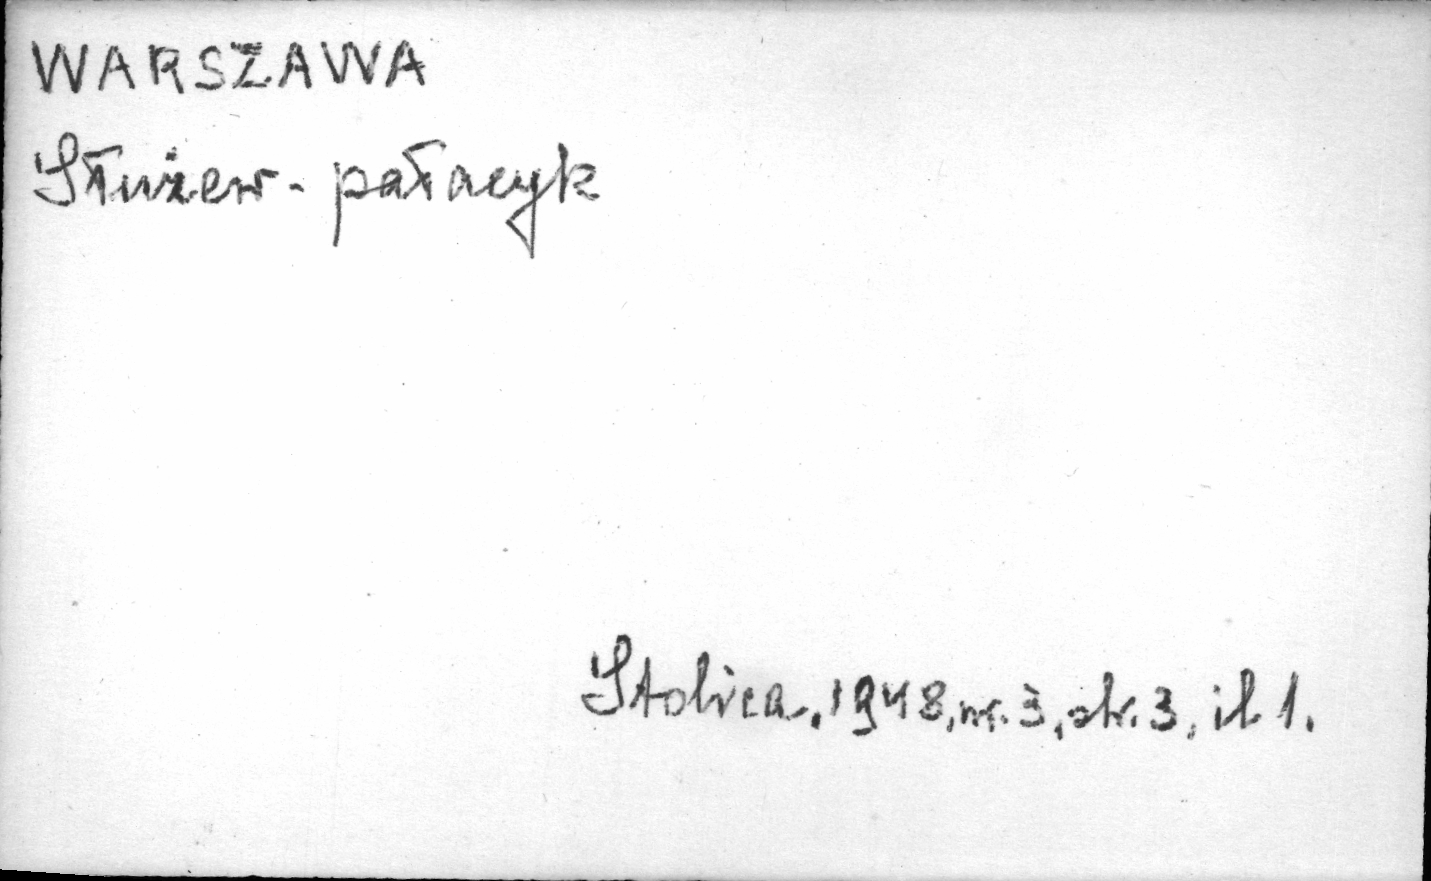 WARSZAWA
Służew - pałacyk
Stolica, 1948, nr. 3, str. 3, il 1.